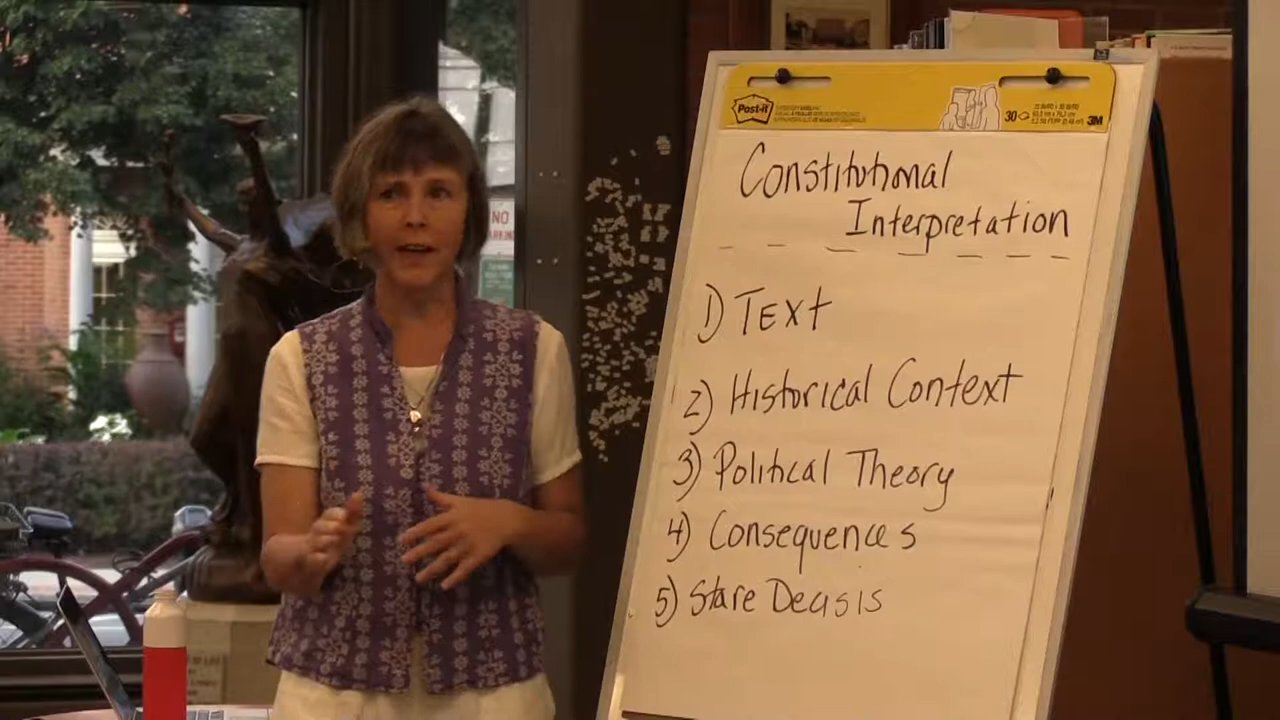 Post-it
30
3M
Constitutional
Interpretation
1) Text
2) Historical Context
3) Political Theory
4) Consequences
5) Stare Decisis
NO